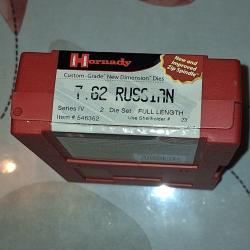 Hornady
New and
Improved
Zip Spindle
Custom-Grade New Dimension Dies
7.62 RUSSIAN
Series IV 2 Die Set FULL LENGTH
Item # 546362 Use Shellholder # 23